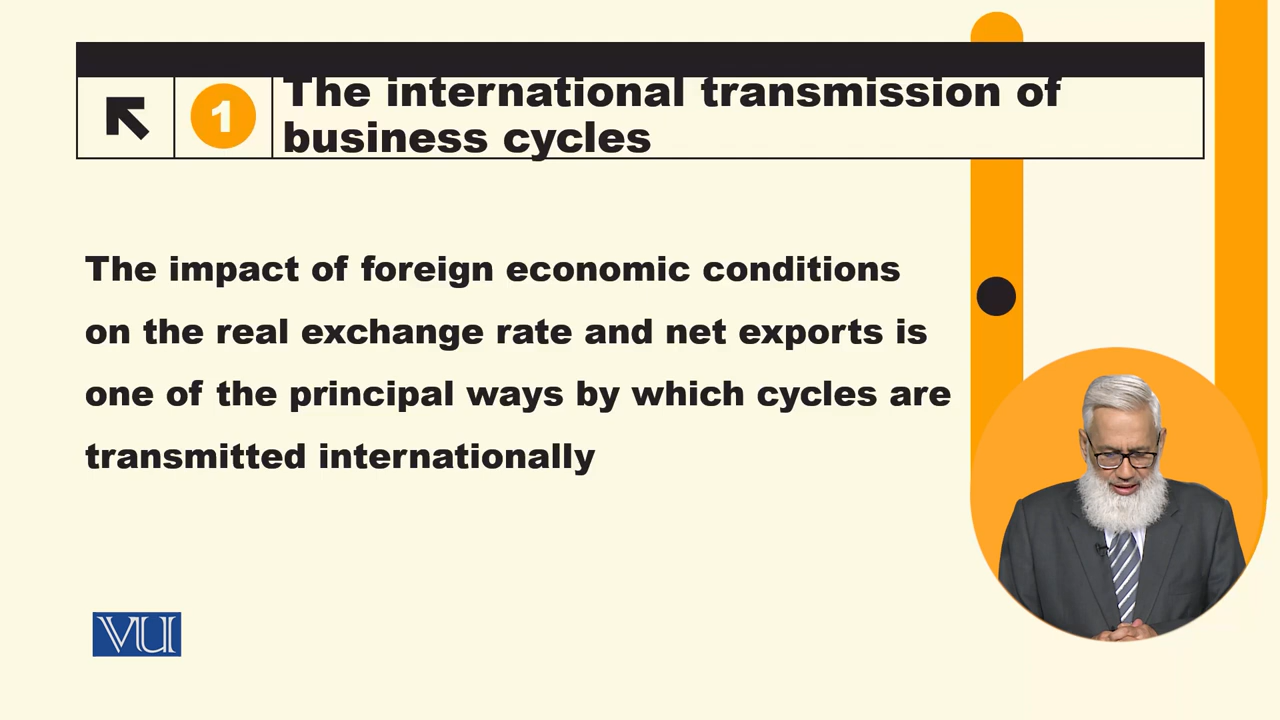 1
The international transmission of
business cycles
The impact of foreign economic conditions
on the real exchange rate and net exports is
one of the principal ways by which cycles are
transmitted internationally
VU